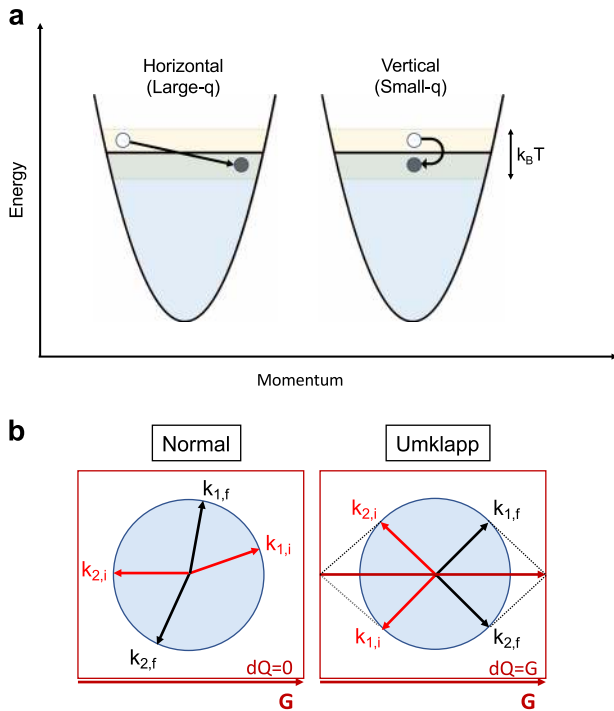 a
Horizontal
(Large-q)
Vertical
(Small-q)
k_BT
Energy
Momentum
b
Normal
Umklapp
k_1,f
k_1,i
k_2,i
k_2,f
dQ=0
G
k_2,i
k_1,f
k_1,i
k_2,f
dQ=G
G